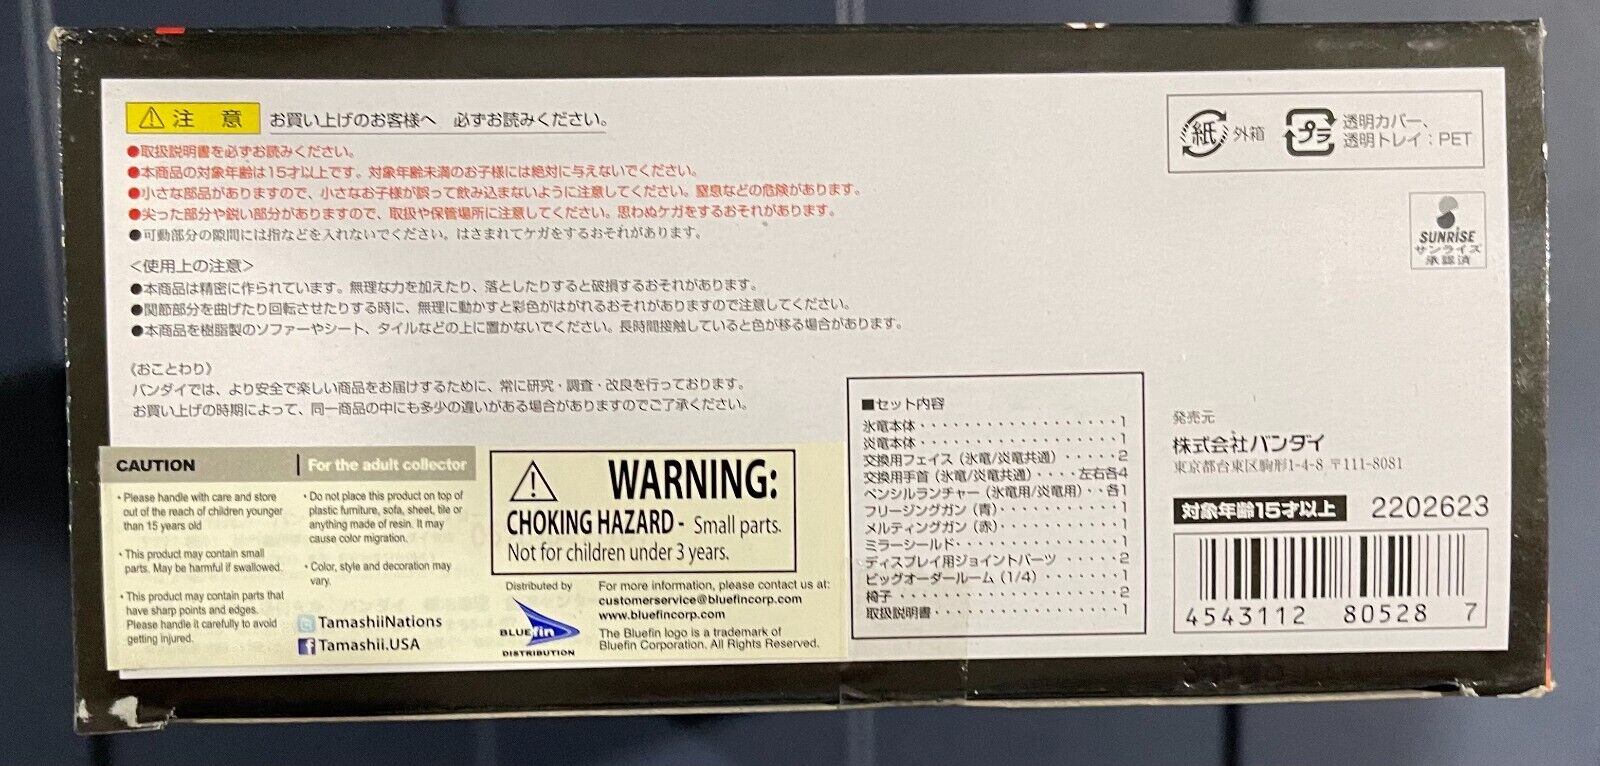 注 意 お買い上げのお客様へ 必ずお読みください。
●取扱説明書を必ずお読みください。
●本商品の対象年齢は15才以上です。対象年齢未満のお子様には絶対に与えないでください。
●小さな部品がありますので、小さなお子様が誤って飲み込まないように注意してください。窒息などの危険があります。
●尖った部分や鋭い部分がありますので、取扱や保管場所に注意してください。思わぬケガをするおそれがあります。
●可動部分の隙間には指などを入れないでください。はさまれてケガをするおそれがあります。
<使用上の注意>
●本商品は精密に作られています。無理な力を加えたり、落としたりすると破損するおそれがあります。
●関節部分を曲げたり回転させたりする時に、無理に動かすと彩色がはがれるおそれがありますので注意してください。
●本商品を樹脂製のソファーやシート、タイルなどの上に置かないでください。長時間接触していると色が移る場合があります。
《おことわり》
バンダイでは、より安全で楽しい商品をお届けするために、常に研究・調査・改良を行っております。
お買い上げの時期によって、同一商品の中にも多少の違いがある場合がありますのでご了承ください。
紙 外箱
プラ 透明カバー、
透明トレイ:PET
SUNRISE
サンライズ
承認済
CAUTION
For the adult collector
• Please handle with care and store
out of the reach of children younger
than 15 years old
• This product may contain small
parts. May be harmful if swallowed.
• This product may contain parts that
have sharp points and edges.
Please handle it carefully to avoid
getting injured.
• Do not place this product on top of
plastic furniture, sofa, sheet, tile or
anything made of resin. It may
cause color migration.
• Color, style and decoration may
vary.
TamashiiNations
Tamashii.USA
WARNING:
CHOKING HAZARD - Small parts.
Not for children under 3 years.
Distributed by
BLUEfin
DISTRIBUTION
For more information, please contact us at:
customerservice@bluefincorp.com
www.bluefincorp.com
The Bluefin logo is a trademark of
Bluefin Corporation. All Rights Reserved.
■セット内容
氷竜本体・・・・・・・・・・・・・・・・・・1
炎竜本体・・・・・・・・・・・・・・・・・・1
交換用フェイス(氷竜/炎竜共通)・・・・・2
交換用手首(氷竜/炎竜共通)・・・・左右各4
ペンシルランチャー(氷竜用/炎竜用)・・各1
フリージングガン(青)・・・・・・・・・・・1
メルティングガン(赤)・・・・・・・・・・・1
ミラーシールド・・・・・・・・・・・・・・・1
ディスプレイ用ジョイントパーツ・・・・・2
ビッグオーダールーム(1/4)・・・・・・・1
椅子・・・・・・・・・・・・・・・・・・・・2
取扱説明書・・・・・・・・・・・・・・・・・1
発売元
株式会社バンダイ
東京都台東区駒形1-4-8 〒111-8081
対象年齢15才以上 2202623
4543112 80528 7